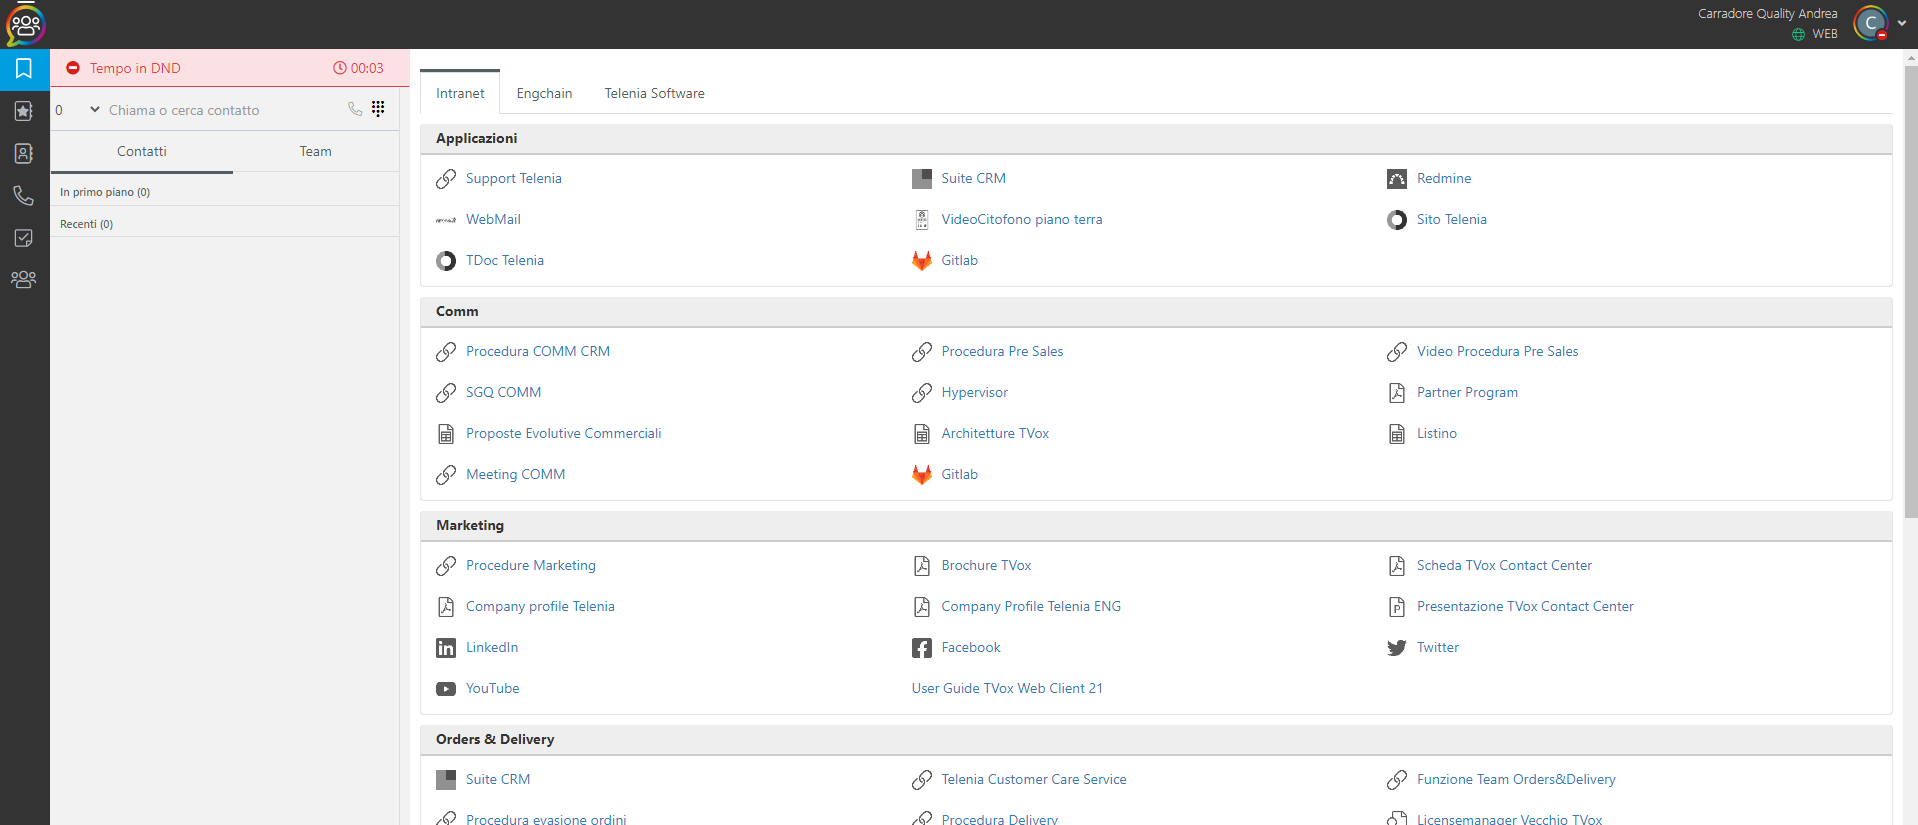 Carradore Quality Andrea
WEB
C
Tempo in DND 00:03
0 Chiama o cerca contatto
Contatti Team
In primo piano (0)
Recenti (0)
Intranet Engchain Telenia Software
Applicazioni
Support Telenia Suite CRM Redmine
WebMail VideoCitofono piano terra Sito Telenia
TDoc Telenia Gitlab
Comm
Procedura COMM CRM Procedura Pre Sales Video Procedura Pre Sales
SGQ COMM Hypervisor Partner Program
Proposte Evolutive Commerciali Architetture TVox Listino
Meeting COMM Gitlab
Marketing
Procedure Marketing Brochure TVox Scheda TVox Contact Center
Company profile Telenia Company Profile Telenia ENG Presentazione TVox Contact Center
LinkedIn Facebook Twitter
YouTube User Guide TVox Web Client 21
Orders & Delivery
Suite CRM Telenia Customer Care Service Funzione Team Orders&Delivery
Procedura evasione ordini Procedura Delivery Licensemanager Vecchio TVox